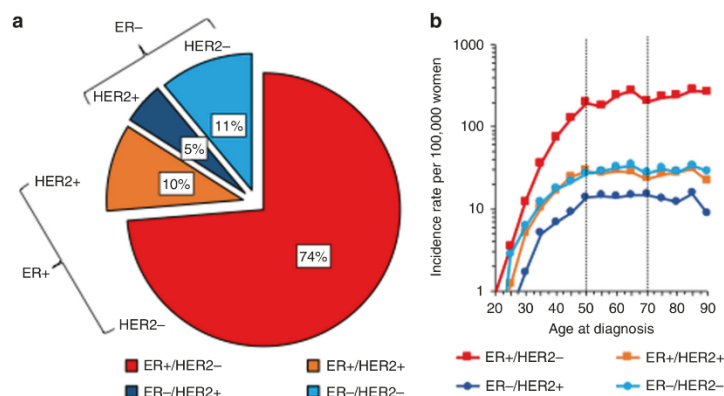 a
ER–
HER2–
HER2+
11%
5%
10%
HER2+
74%
ER+
HER2–
ER+/HER2– ER+/HER2+
ER–/HER2+ ER–/HER2–
b
Incidence rate per 100,000 women
1000
100
10
1
20 30 40 50 60 70 80 90
Age at diagnosis
ER+/HER2– ER+/HER2+
ER–/HER2+ ER–/HER2–